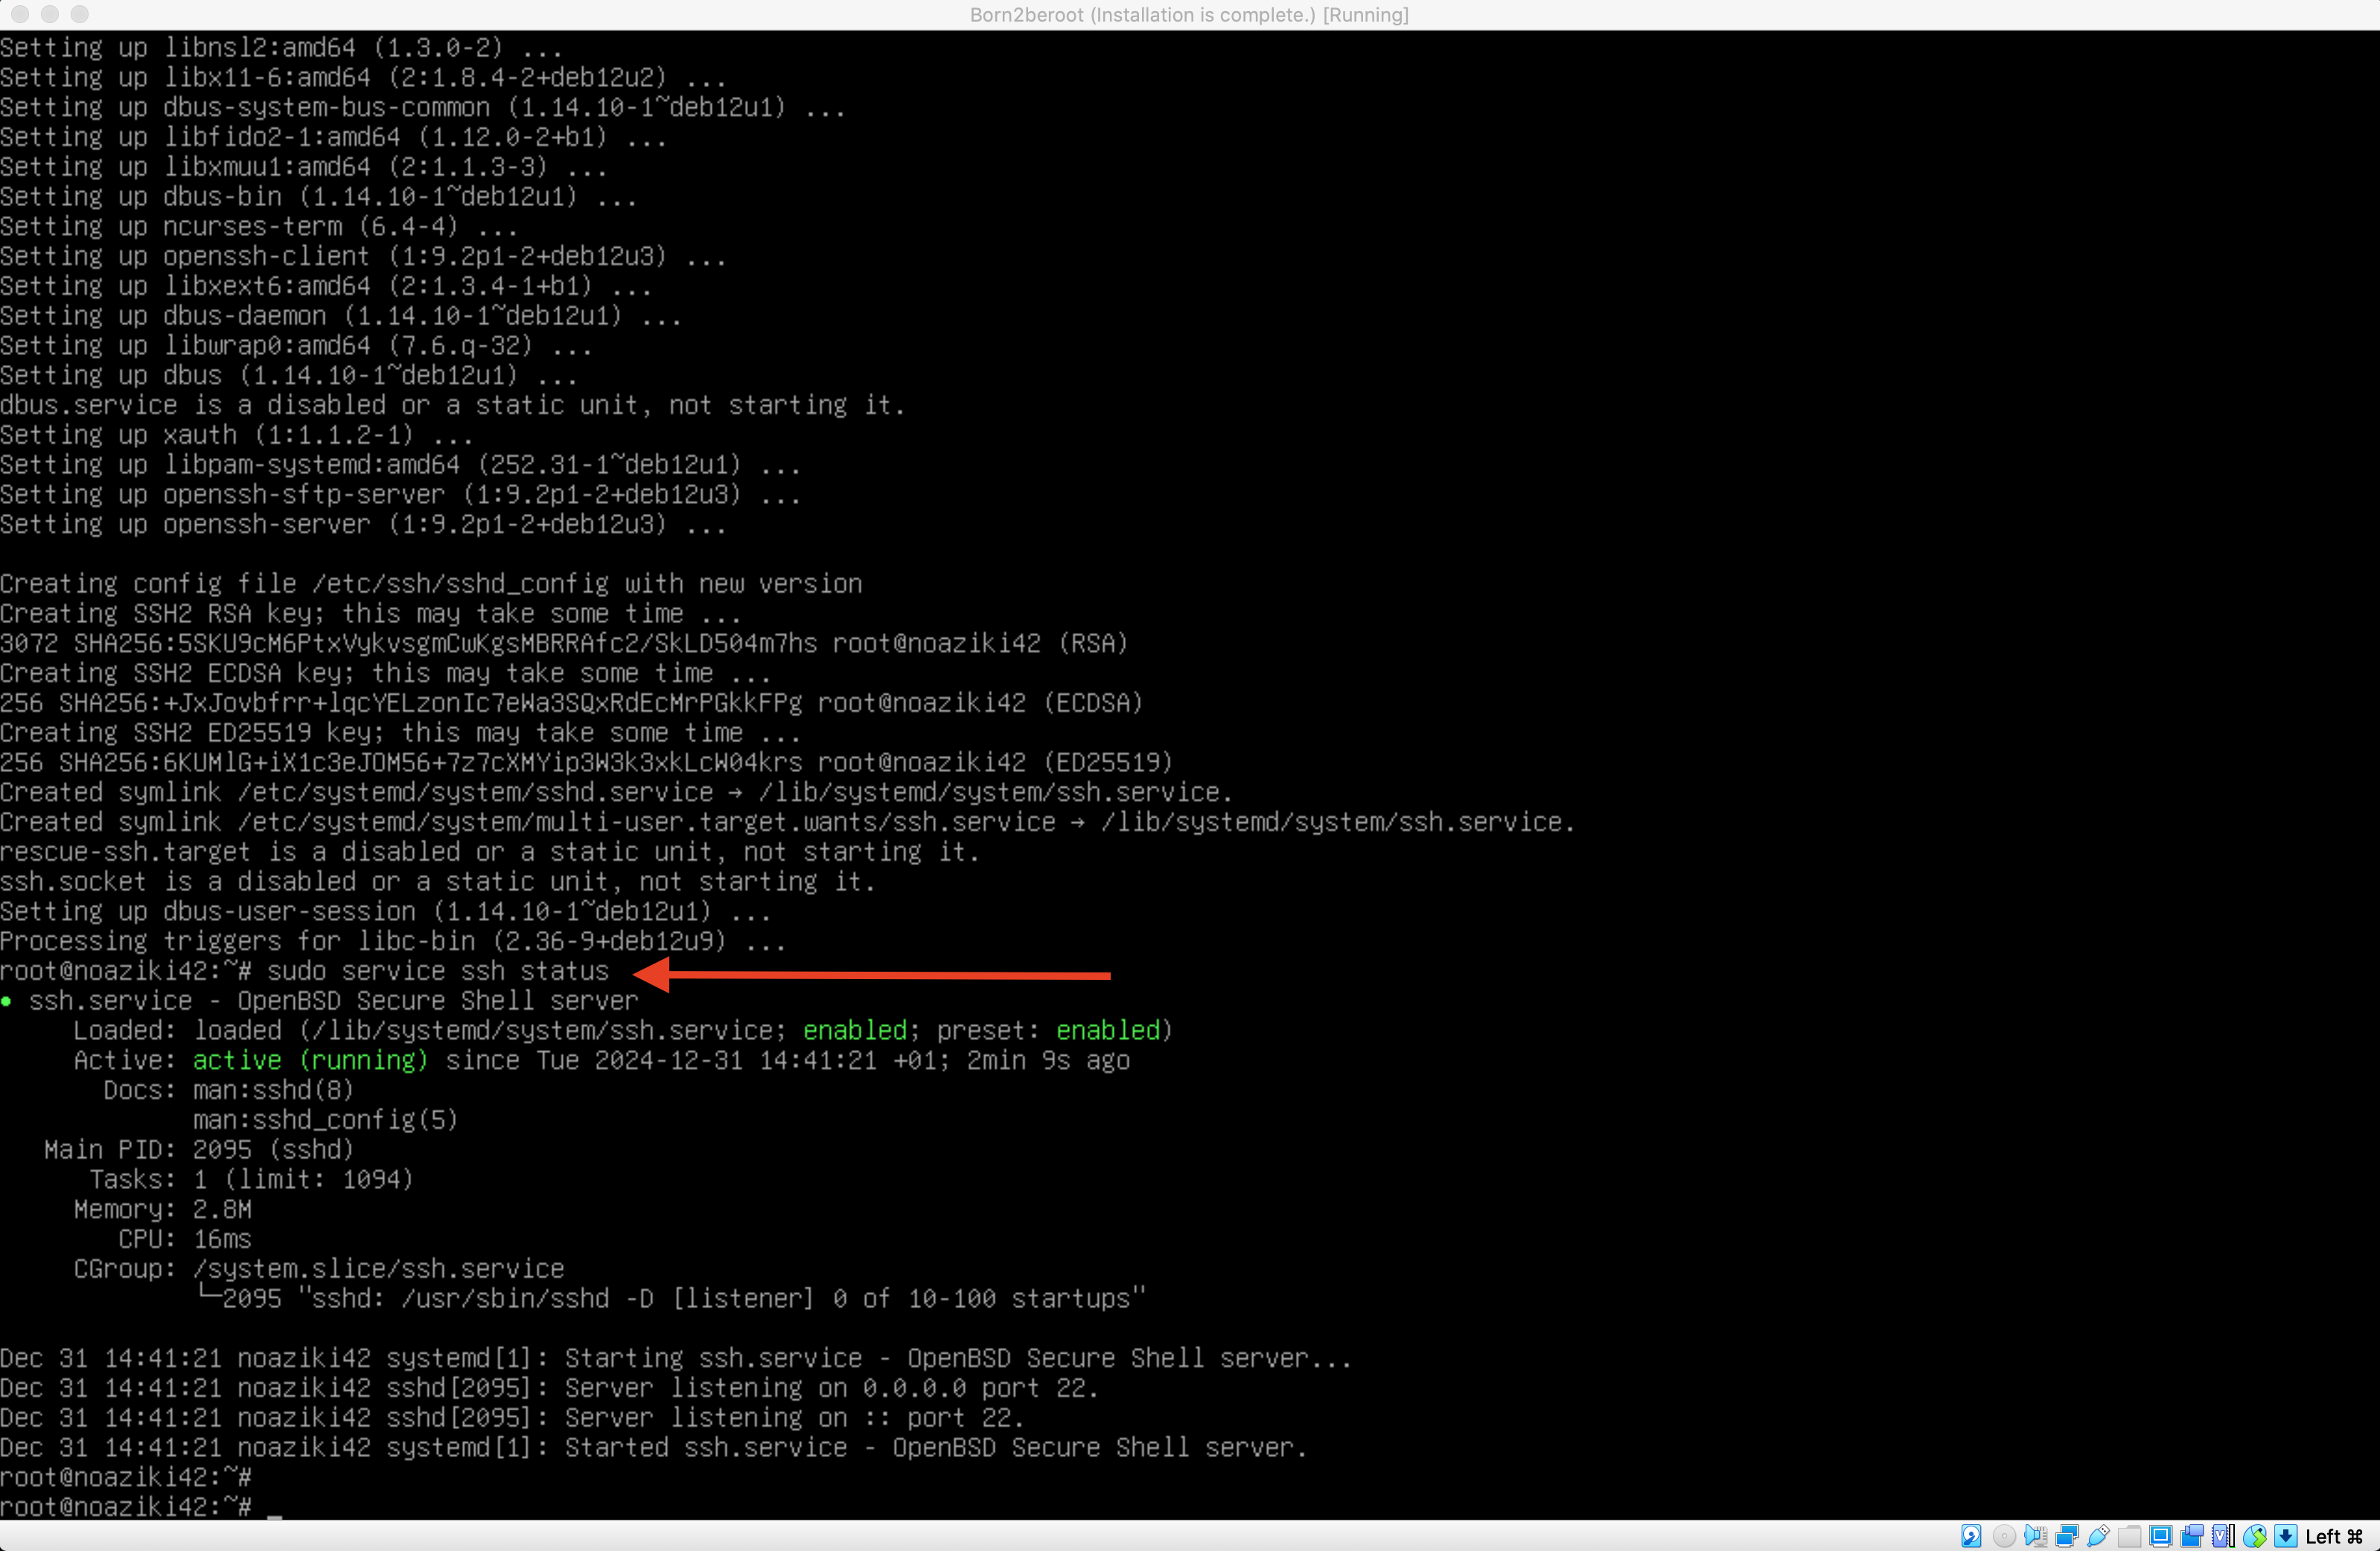 Born2beroot (Installation is complete.) [Running]
Setting up libnsl2:amd64 (1.3.0-2) ...
Setting up libx11-6:amd64 (2:1.8.4-2+deb12u2) ...
Setting up dbus-system-bus-common (1.14.10-1~deb12u1) ...
Setting up libfido2-1:amd64 (1.12.0-2+b1) ...
Setting up libxmuu1:amd64 (2:1.1.3-3) ...
Setting up dbus-bin (1.14.10-1~deb12u1) ...
Setting up ncurses-term (6.4-4) ...
Setting up openssh-client (1:9.2p1-2+deb12u3) ...
Setting up libxext6:amd64 (2:1.3.4-1+b1) ...
Setting up dbus-daemon (1.14.10-1~deb12u1) ...
Setting up libwrap0:amd64 (7.6.q-32) ...
Setting up dbus (1.14.10-1~deb12u1) ...
dbus.service is a disabled or a static unit, not starting it.
Setting up xauth (1:1.1.2-1) ...
Setting up libpam-systemd:amd64 (252.31-1~deb12u1) ...
Setting up openssh-sftp-server (1:9.2p1-2+deb12u3) ...
Setting up openssh-server (1:9.2p1-2+deb12u3) ...
Creating config file /etc/ssh/sshd_config with new version
Creating SSH2 RSA key; this may take some time ...
3072 SHA256:5SKU9cM6PtxVykvsgmCwKgsMBRRAfc2/SkLD504m7hs root@noaziki42 (RSA)
Creating SSH2 ECDSA key; this may take some time ...
256 SHA256:+JxJovbfrr+lqcYELzonIc7eWa3SQxRdEcMrPGkkFPg root@noaziki42 (ECDSA)
Creating SSH2 ED25519 key; this may take some time ...
256 SHA256:6KUMlG+iX1c3eJOM56+7z7cXMYip3W3k3xkLcW04krs root@noaziki42 (ED25519)
Created symlink /etc/systemd/system/sshd.service → /lib/systemd/system/ssh.service.
Created symlink /etc/systemd/system/multi-user.target.wants/ssh.service → /lib/systemd/system/ssh.service.
rescue-ssh.target is a disabled or a static unit, not starting it.
ssh.socket is a disabled or a static unit, not starting it.
Setting up dbus-user-session (1.14.10-1~deb12u1) ...
Processing triggers for libc-bin (2.36-9+deb12u9) ...
root@noaziki42:~# sudo service ssh status
● ssh.service - OpenBSD Secure Shell server
Loaded: loaded (/lib/systemd/system/ssh.service; enabled; preset: enabled)
Active: active (running) since Tue 2024-12-31 14:41:21 +01; 2min 9s ago
Docs: man:sshd(8)
man:sshd_config(5)
Main PID: 2095 (sshd)
Tasks: 1 (limit: 1094)
Memory: 2.8M
CPU: 16ms
CGroup: /system.slice/ssh.service
└─2095 "sshd: /usr/sbin/sshd -D [listener] 0 of 10-100 startups"
Dec 31 14:41:21 noaziki42 systemd[1]: Starting ssh.service - OpenBSD Secure Shell server...
Dec 31 14:41:21 noaziki42 sshd[2095]: Server listening on 0.0.0.0 port 22.
Dec 31 14:41:21 noaziki42 sshd[2095]: Server listening on :: port 22.
Dec 31 14:41:21 noaziki42 systemd[1]: Started ssh.service - OpenBSD Secure Shell server.
root@noaziki42:~#
root@noaziki42:~# _
Left ⌘